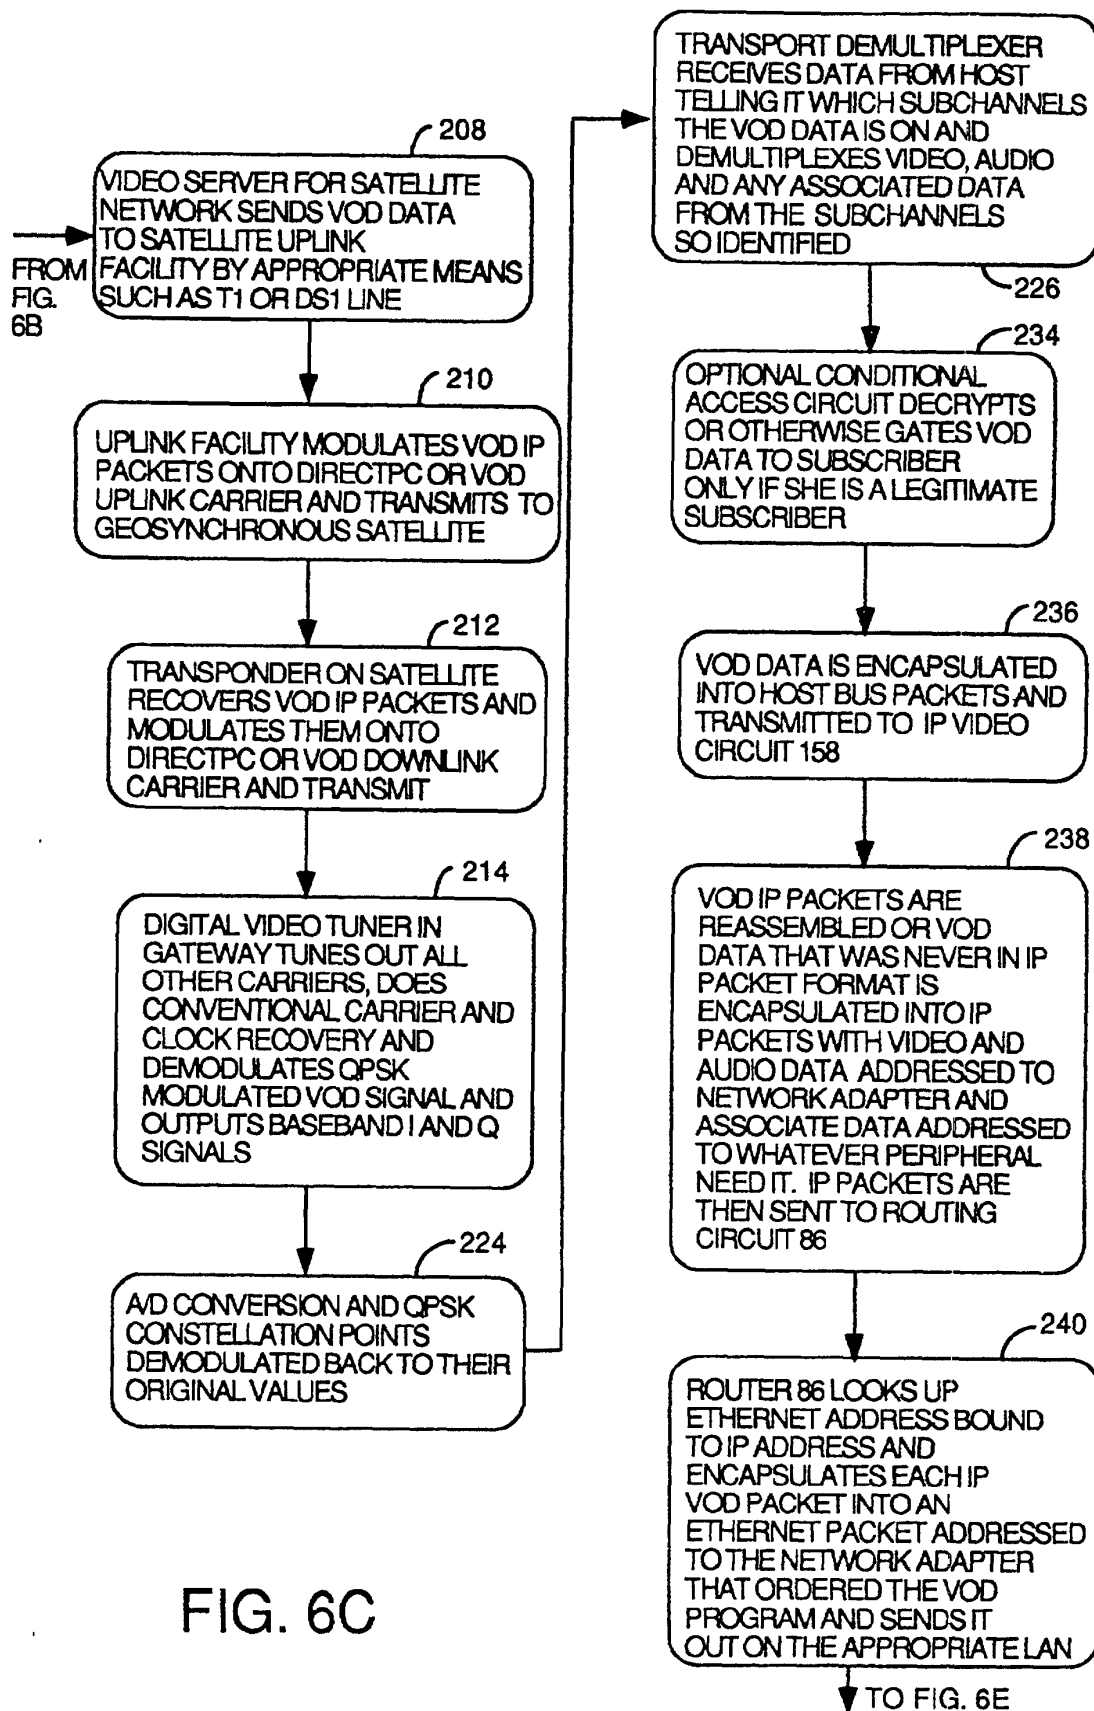 208
VIDEO SERVER FOR SATELLITE
NETWORK SENDS VOD DATA
TO SATELLITE UPLINK
FACILITY BY APPROPRIATE MEANS
SUCH AS T1 OR DS1 LINE
FROM
FIG.
6B
210
UPLINK FACILITY MODULATES VOD IP
PACKETS ONTO DIRECTPC OR VOD
UPLINK CARRIER AND TRANSMITS TO
GEOSYNCHRONOUS SATELLITE
212
TRANSPONDER ON SATELLITE
RECOVERS VOD IP PACKETS AND
MODULATES THEM ONTO
DIRECTPC OR VOD DOWNLINK
CARRIER AND TRANSMIT
214
DIGITAL VIDEO TUNER IN
GATEWAY TUNES OUT ALL
OTHER CARRIERS, DOES
CONVENTIONAL CARRIER AND
CLOCK RECOVERY AND
DEMODULATES QPSK
MODULATED VOD SIGNAL AND
OUTPUTS BASEBAND I AND Q
SIGNALS
224
A/D CONVERSION AND QPSK
CONSTELLATION POINTS
DEMODULATED BACK TO THEIR
ORIGINAL VALUES
TRANSPORT DEMULTIPLEXER
RECEIVES DATA FROM HOST
TELLING IT WHICH SUBCHANNELS
THE VOD DATA IS ON AND
DEMULTIPLEXES VIDEO, AUDIO
AND ANY ASSOCIATED DATA
FROM THE SUBCHANNELS
SO IDENTIFIED
226
234
OPTIONAL CONDITIONAL
ACCESS CIRCUIT DECRYPTS
OR OTHERWISE GATES VOD
DATA TO SUBSCRIBER
ONLY IF SHE IS A LEGITIMATE
SUBSCRIBER
236
VOD DATA IS ENCAPSULATED
INTO HOST BUS PACKETS AND
TRANSMITTED TO IP VIDEO
CIRCUIT 158
238
VOD IP PACKETS ARE
REASSEMBLED OR VOD
DATA THAT WAS NEVER IN IP
PACKET FORMAT IS
ENCAPSULATED INTO IP
PACKETS WITH VIDEO AND
AUDIO DATA ADDRESSED TO
NETWORK ADAPTER AND
ASSOCIATE DATA ADDRESSED
TO WHATEVER PERIPHERAL
NEED IT. IP PACKETS ARE
THEN SENT TO ROUTING
CIRCUIT 86
240
ROUTER 86 LOOKS UP
ETHERNET ADDRESS BOUND
TO IP ADDRESS AND
ENCAPSULATES EACH IP
VOD PACKET INTO AN
ETHERNET PACKET ADDRESSED
TO THE NETWORK ADAPTER
THAT ORDERED THE VOD
PROGRAM AND SENDS IT
OUT ON THE APPROPRIATE LAN
TO FIG. 6E
FIG. 6C